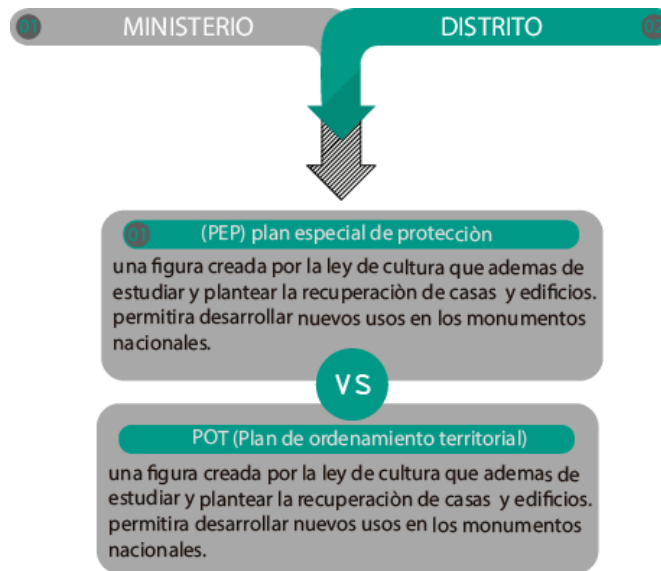 01 MINISTERIO DISTRITO 02
01 (PEP) plan especial de protecciòn
una figura creada por la ley de cultura que ademas de
estudiar y plantear la recuperaciòn de casas y edificios.
permitira desarrollar nuevos usos en los monumentos
nacionales.
VS
POT (Plan de ordenamiento territorial)
una figura creada por la ley de cultura que ademas de
estudiar y plantear la recuperaciòn de casas y edificios.
permitira desarrollar nuevos usos en los monumentos
nacionales.